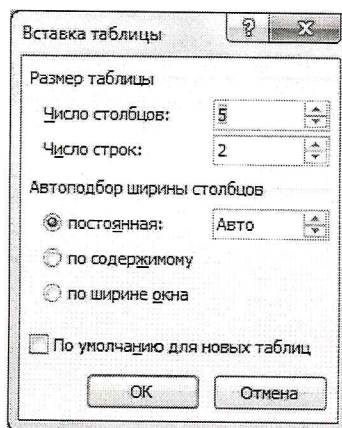 Вставка таблицы
Размер таблицы
Число столбцов: 5
Число строк: 2
Автоподбор ширины столбцов
постоянная: Авто
по содержимому
по ширине окна
По умолчанию для новых таблиц
ОК Отмена